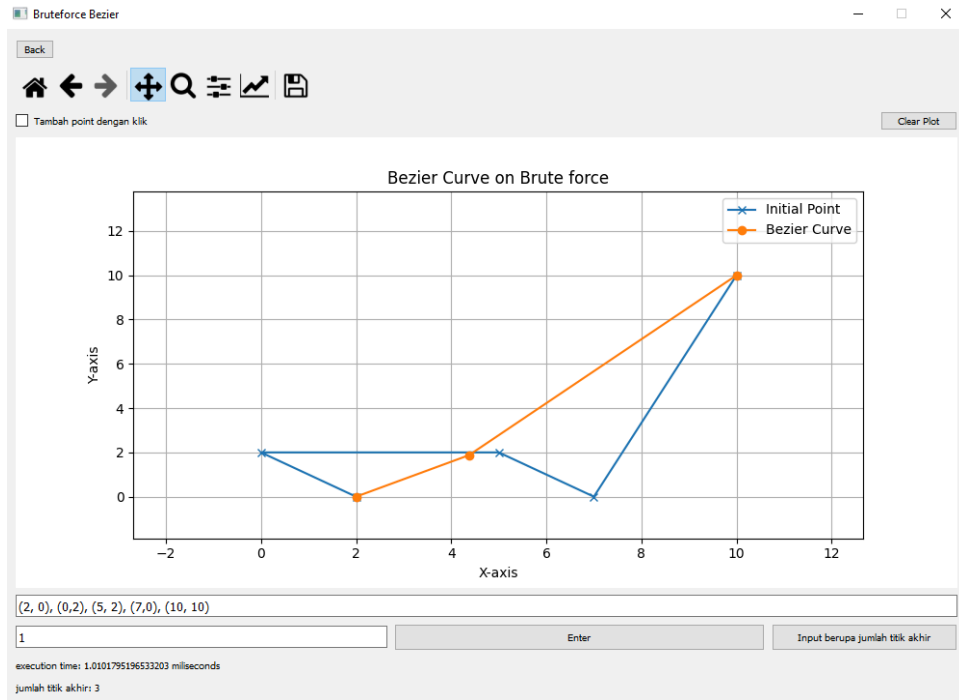 Bruteforce Bezier
Back
Tambah point dengan klik
Clear Plot
Bezier Curve on Brute force
Initial Point
Bezier Curve
12
10
8
6
4
2
0
Y-axis
−2 0 2 4 6 8 10 12
X-axis
(2, 0), (0,2), (5, 2), (7,0), (10, 10)
1
Enter
Input berupa jumlah titik akhir
execution time: 1.0101795196533203 miliseconds
jumlah titik akhir: 3